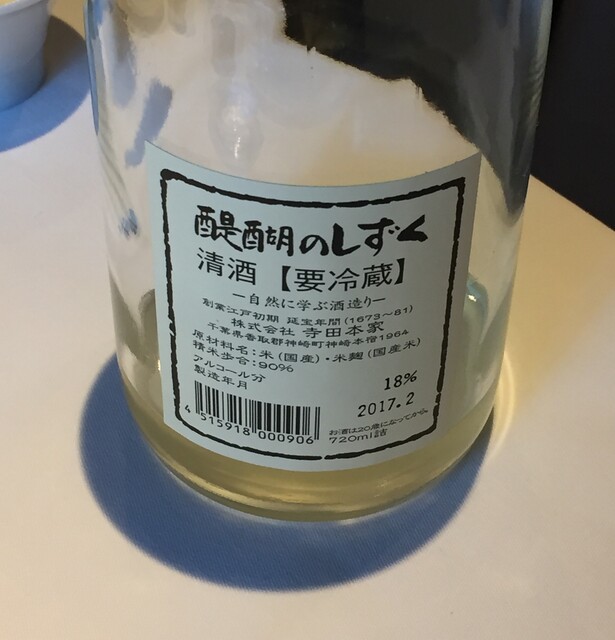 醍醐のしずく
清酒【要冷蔵】
ー自然に学ぶ酒造りー
創業江戸初期 延宝年間(1673〜81)
株式会社 寺田本家
千葉県香取郡神崎町神崎本宿1964
原材料名:米(国産)・米麹(国産米)
精米歩合:90%
アルコール分 18%
製造年月 2017.2
4 515918 000906
お酒は20歳になってから。
720ml詰